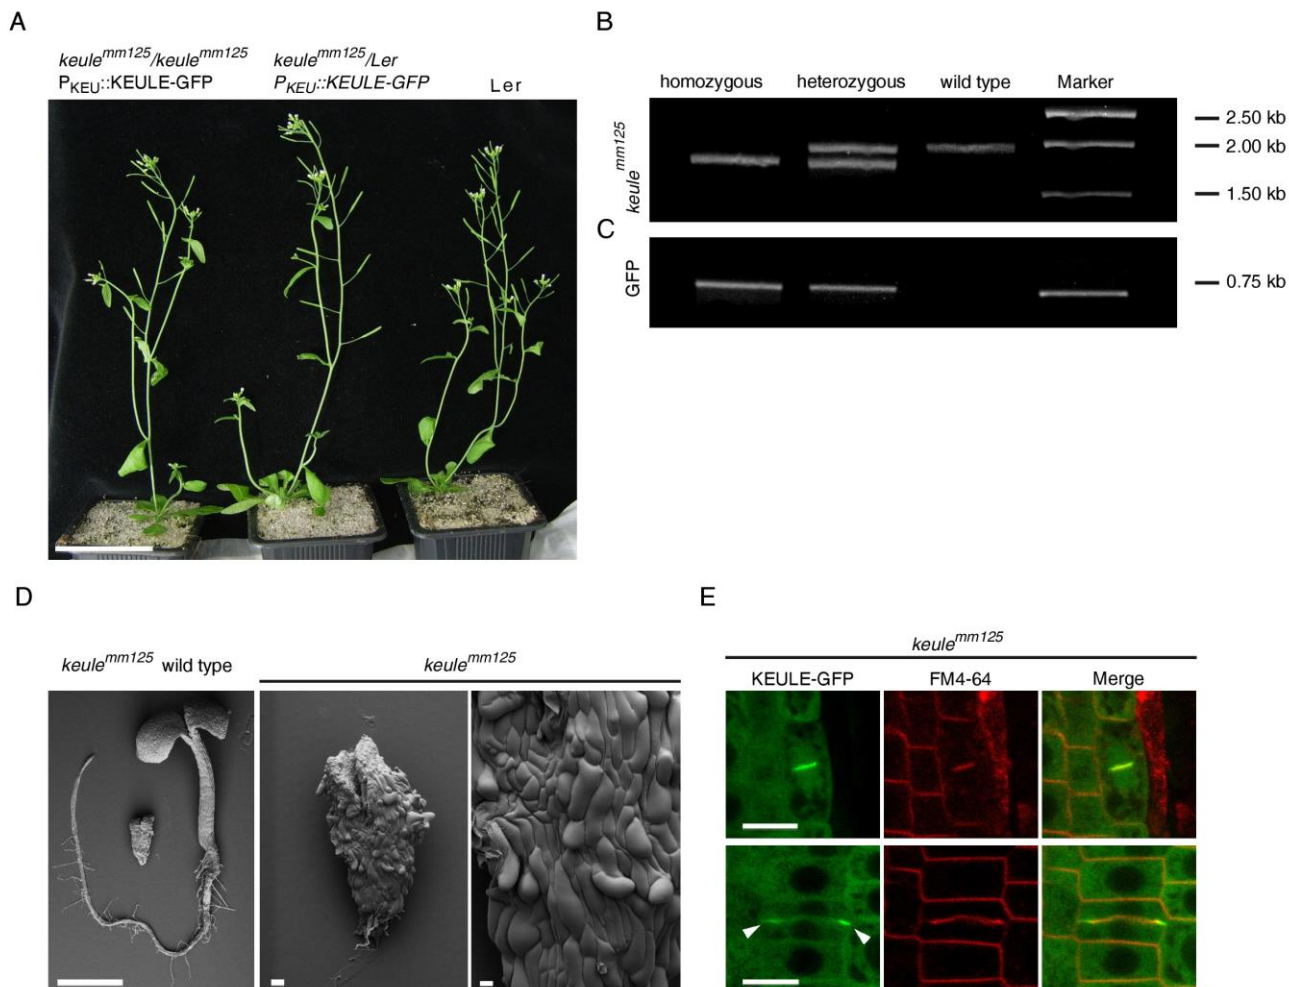 A
keule^mm125/keule^mm125
P_KEU::KEULE-GFP
keule^mm125/Ler
P_KEU::KEULE-GFP
Ler
B
homozygous heterozygous wild type Marker
keule^mm125
2.50 kb
2.00 kb
1.50 kb
C
GFP
0.75 kb
D
keule^mm125 wild type
keule^mm125
E
keule^mm125
KEULE-GFP FM4-64 Merge